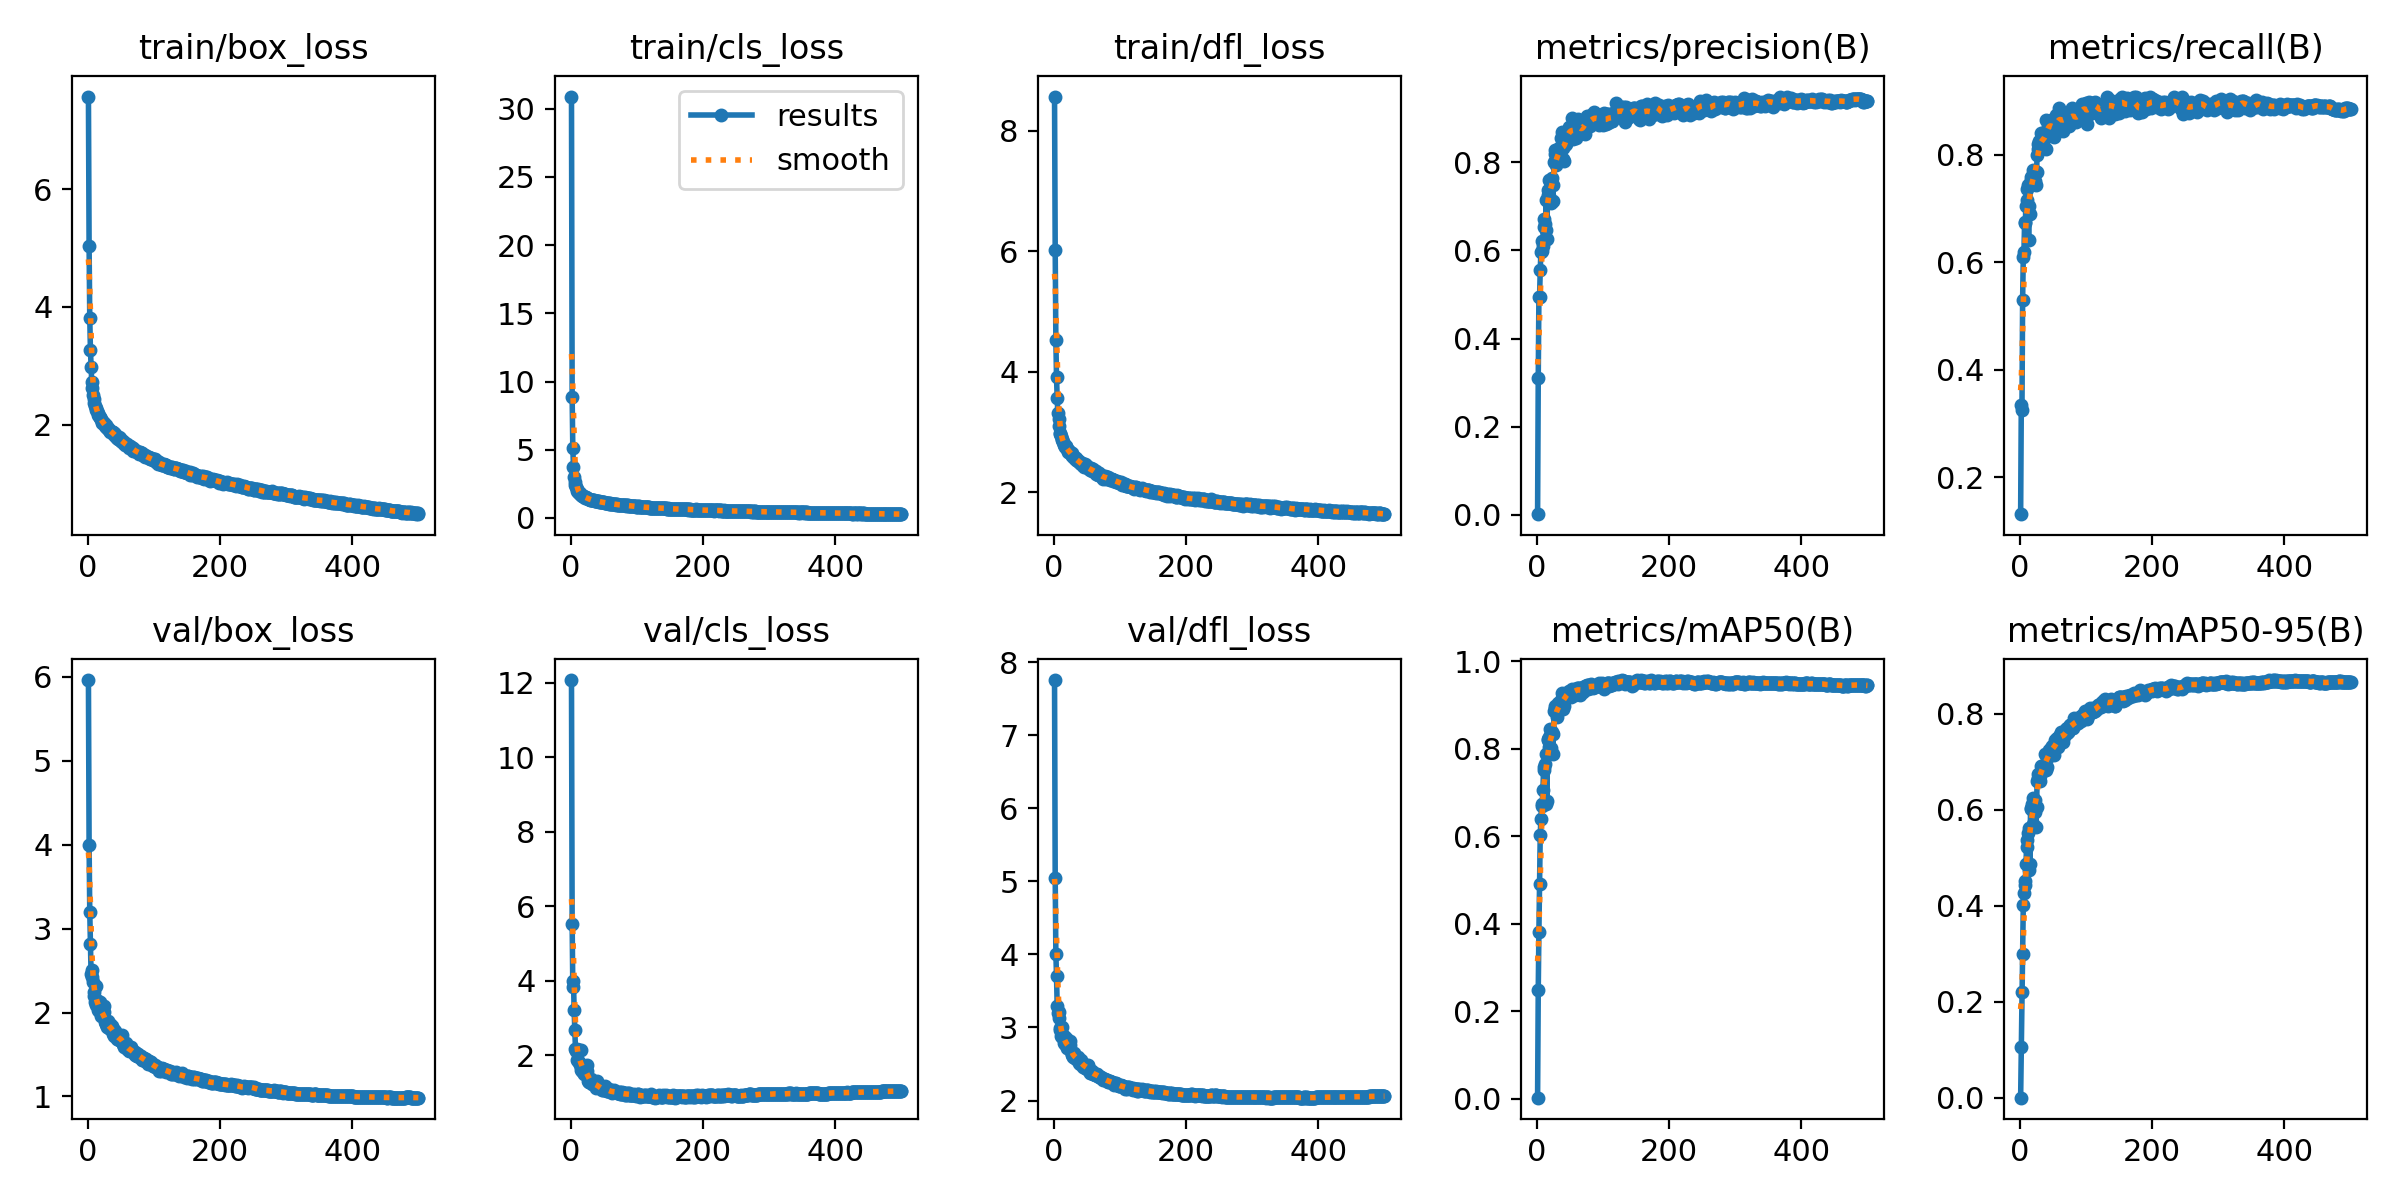 train/box_loss
train/cls_loss
train/dfl_loss
metrics/precision(B)
metrics/recall(B)
6
4
2
0 200 400
30
25
20
15
10
5
0
results
smooth
0 200 400
8
6
4
2
0 200 400
0.8
0.6
0.4
0.2
0.0
0 200 400
0.8
0.6
0.4
0.2
0 200 400
val/box_loss
val/cls_loss
val/dfl_loss
metrics/mAP50(B)
metrics/mAP50-95(B)
6
5
4
3
2
1
0 200 400
12
10
8
6
4
2
0 200 400
8
7
6
5
4
3
2
0 200 400
1.0
0.8
0.6
0.4
0.2
0.0
0 200 400
0.8
0.6
0.4
0.2
0.0
0 200 400